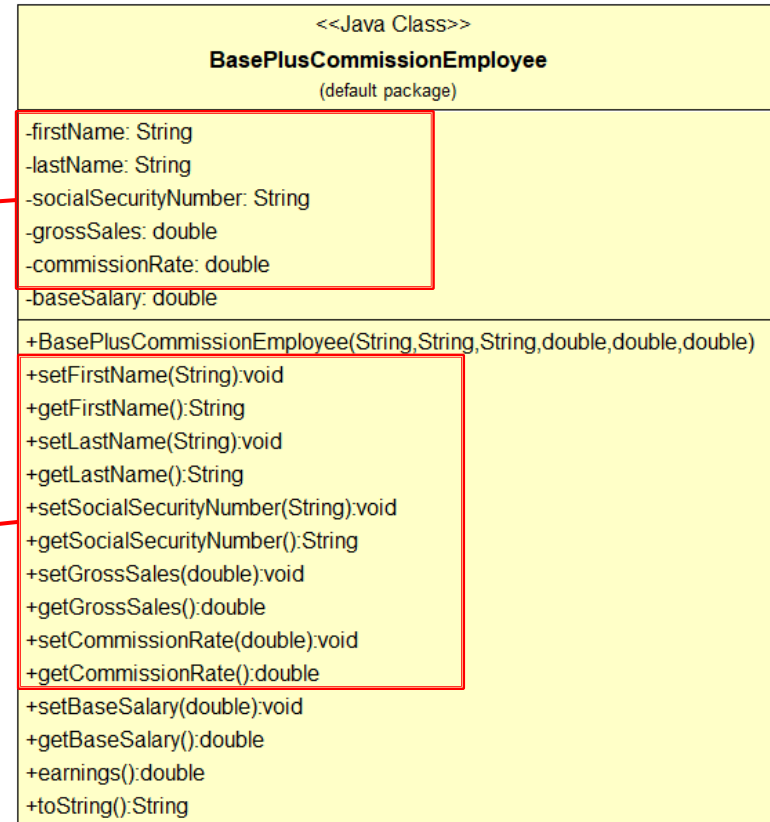 <<Java Class>>
BasePlusCommissionEmployee
(default package)
-firstName: String
-lastName: String
-socialSecurityNumber: String
-grossSales: double
-commissionRate: double
-baseSalary: double
+BasePlusCommissionEmployee(String,String,String,double,double,double)
+setFirstName(String):void
+getFirstName():String
+setLastName(String):void
+getLastName():String
+setSocialSecurityNumber(String):void
+getSocialSecurityNumber():String
+setGrossSales(double):void
+getGrossSales():double
+setCommissionRate(double):void
+getCommissionRate():double
+setBaseSalary(double):void
+getBaseSalary():double
+earnings():double
+toString():String